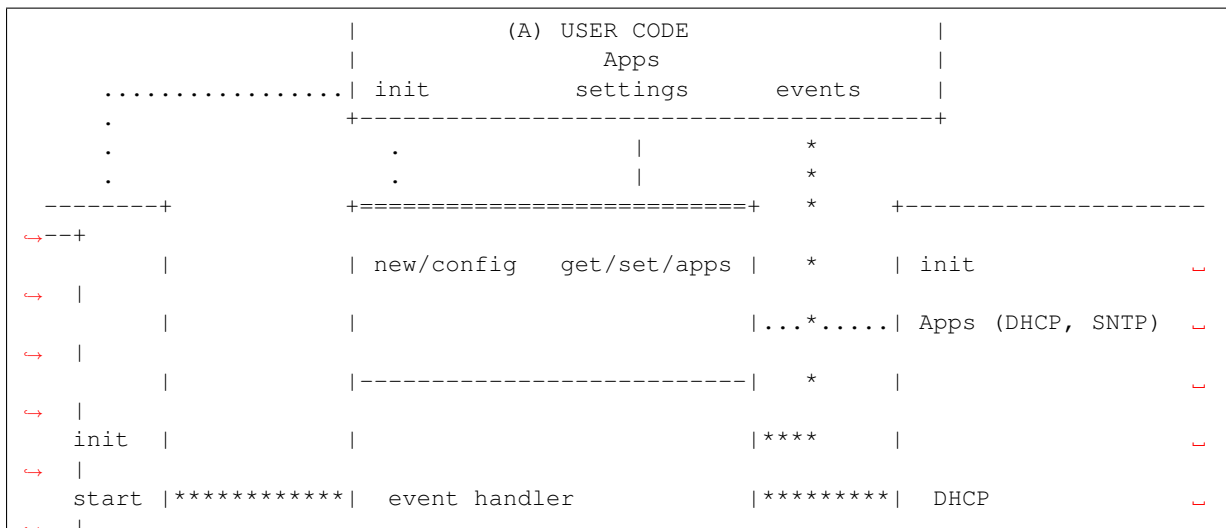 |          (A) USER CODE                 |
|                 Apps                   |
.................| init          settings      events     |
.                +----------------------------------------+
.                   .                |          *
.                   .                |          *
--------+            +===========================+   *     +---------------------
↪--+
|            | new/config   get/set/apps |   *     | init ␣
↪  |
|            |                           |...*.....| Apps (DHCP, SNTP) ␣
↪  |
|            |---------------------------|   *     | ␣
↪  |
init  |            |                           |****     | ␣
↪  |
start |************|  event handler            |*********|  DHCP ␣